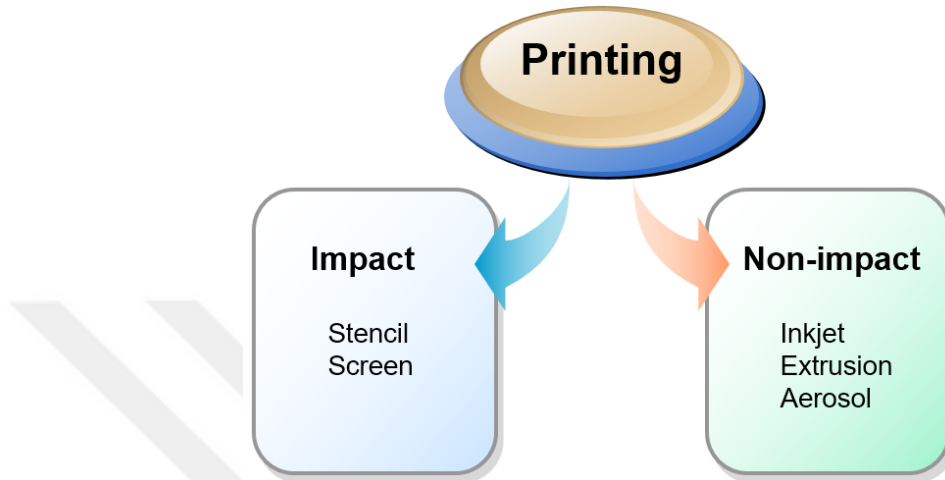 Printing
Impact
Stencil
Screen
Non-impact
Inkjet
Extrusion
Aerosol